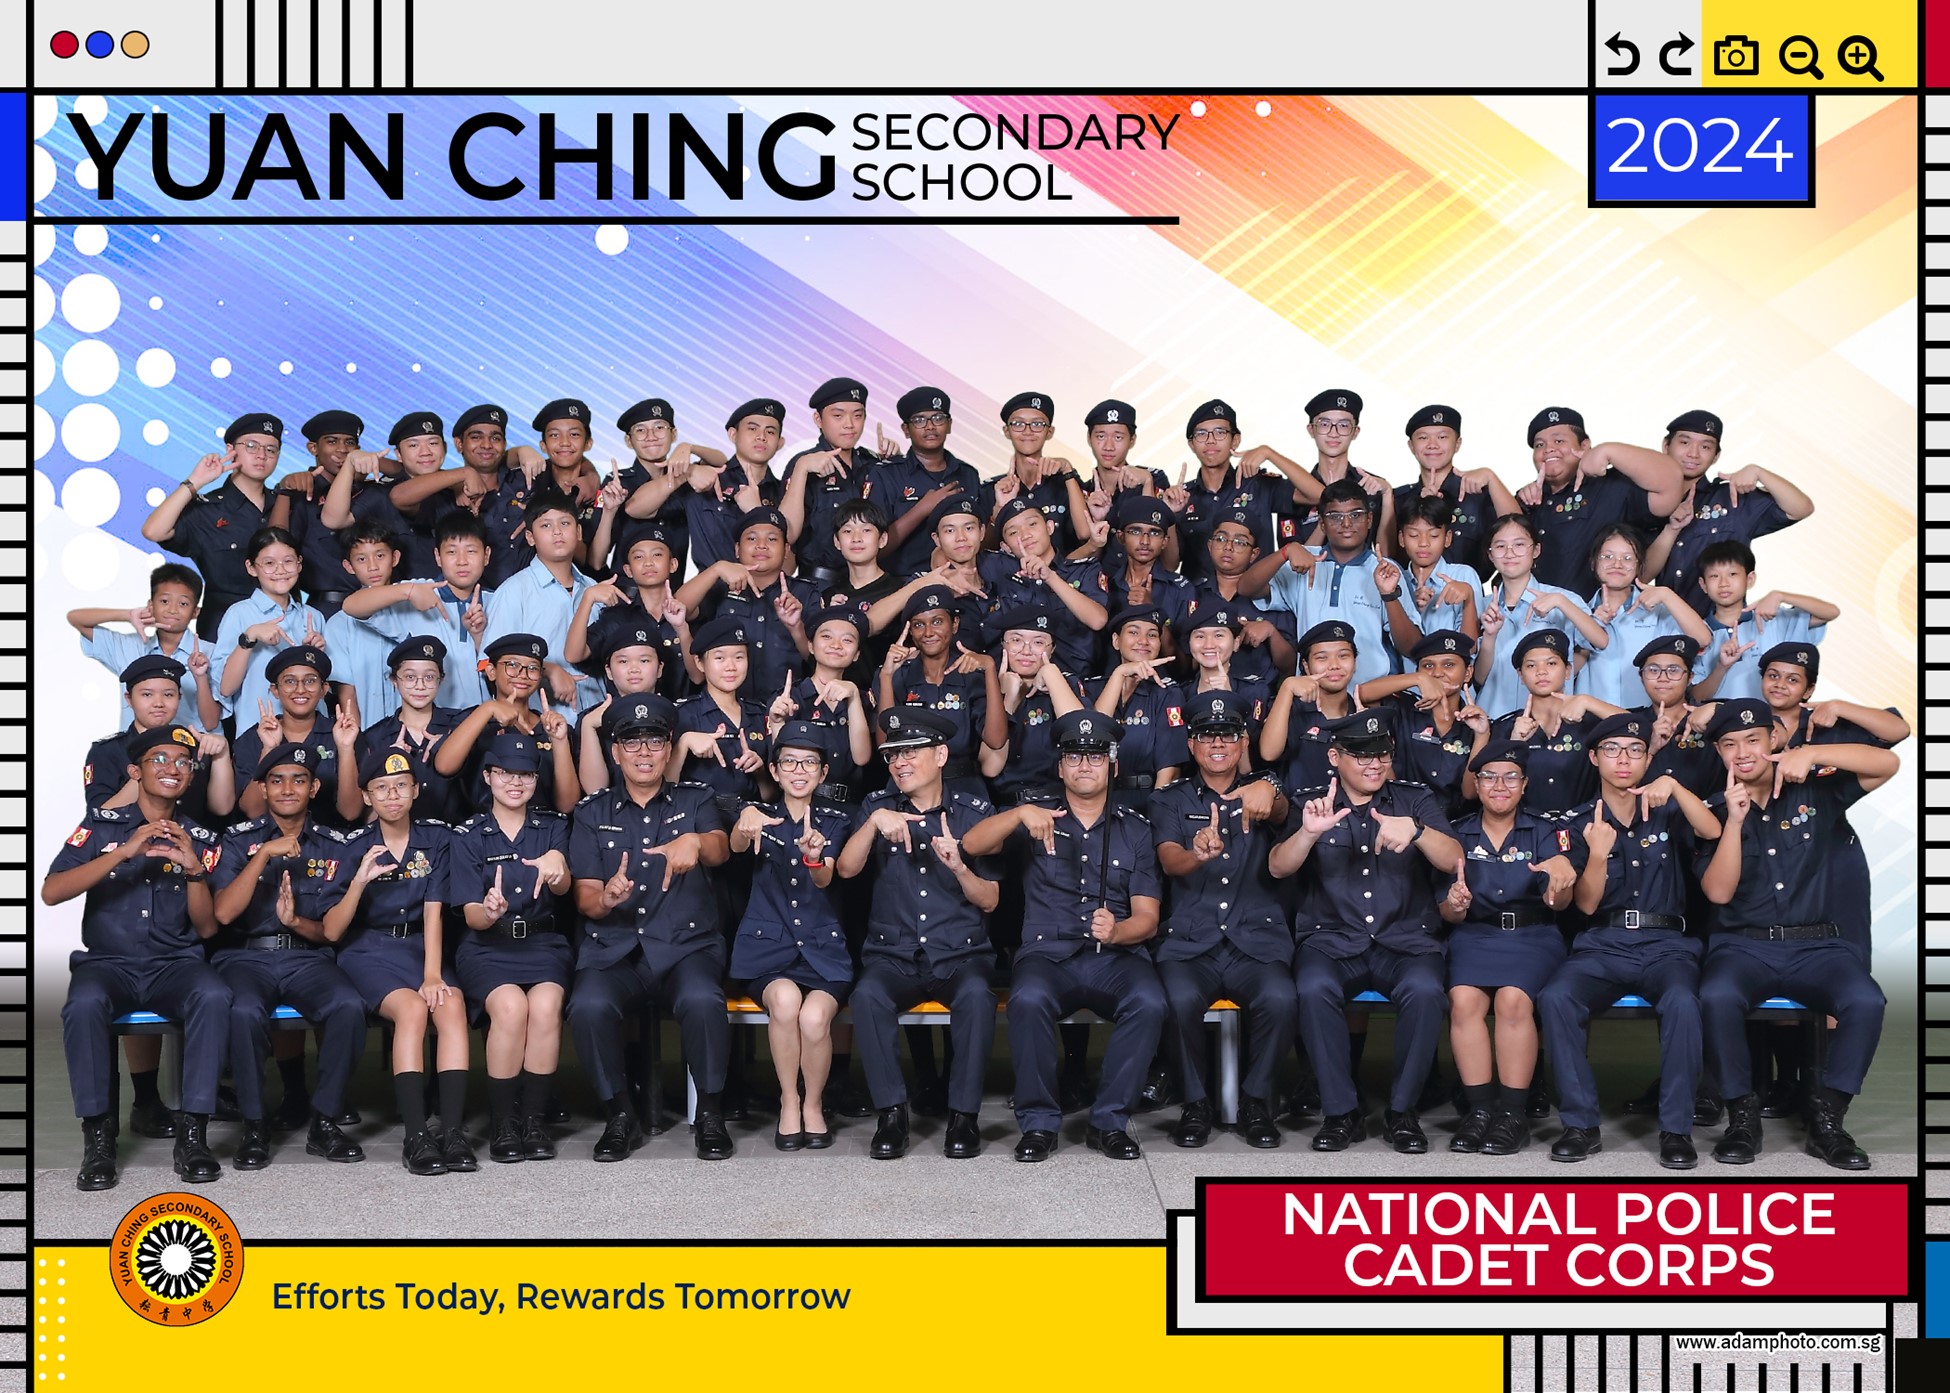 YUAN CHING SECONDARY
SCHOOL
2024
YUAN CHING SECONDARY SCHOOL
Efforts Today, Rewards Tomorrow
NATIONAL POLICE
CADET CORPS
www.adamphoto.com.sg